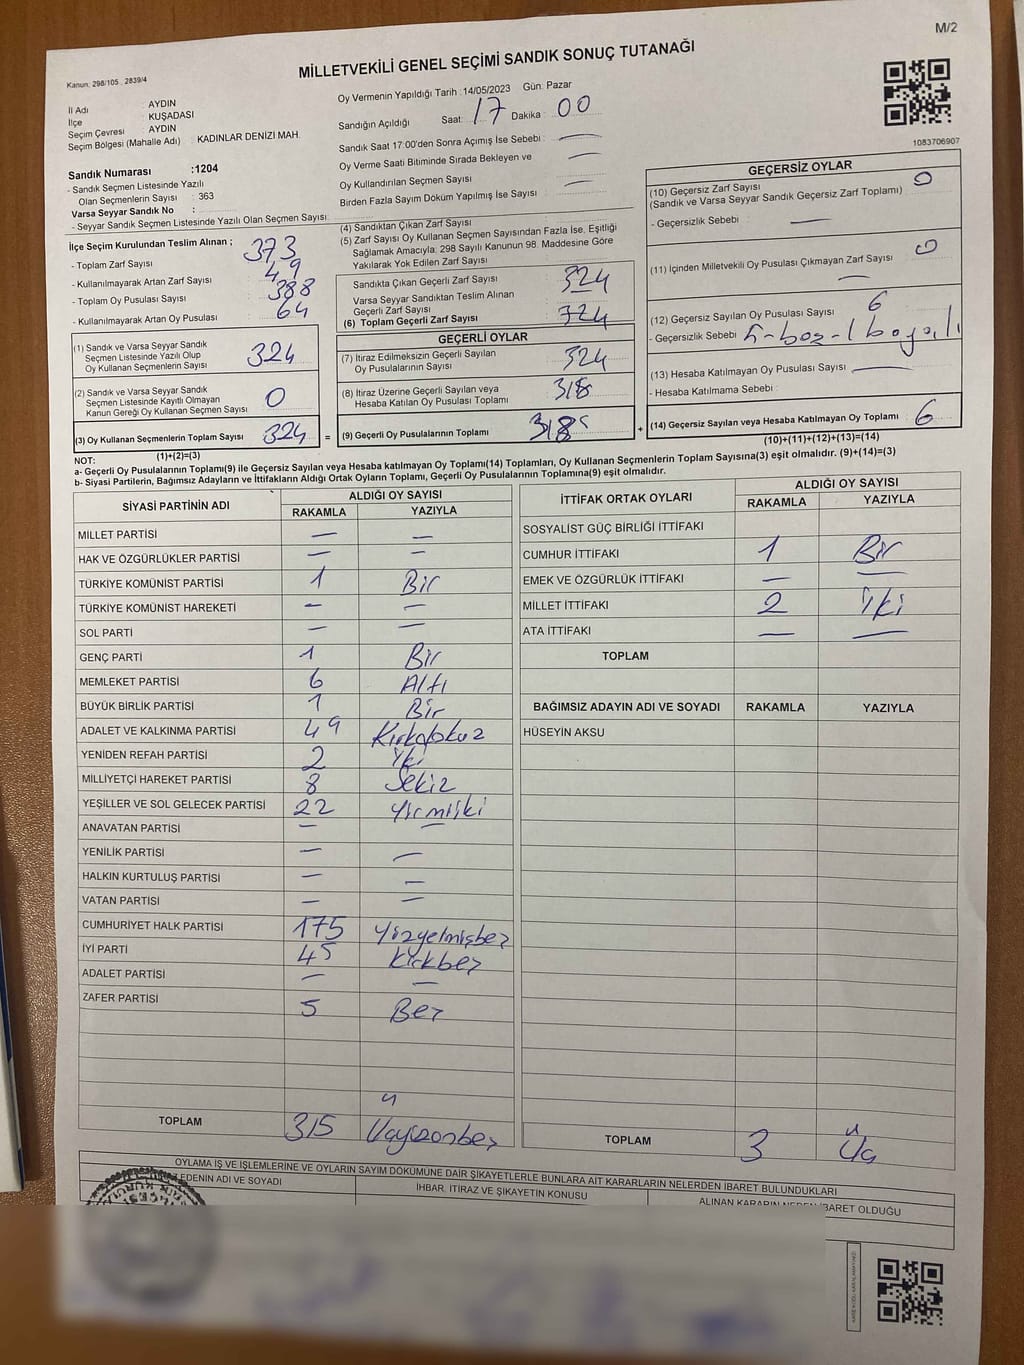 M/2
MİLLETVEKİLİ GENEL SEÇİMİ SANDIK SONUÇ TUTANAĞI
Kanun: 298/105 , 2839/4
İl Adı : AYDIN
İlçe : KUŞADASI
Seçim Çevresi : AYDIN
Seçim Bölgesi (Mahalle Adı) : KADINLAR DENİZİ MAH.
Sandık Numarası :1204
- Sandık Seçmen Listesinde Yazılı
Olan Seçmenlerin Sayısı : 363
Varsa Seyyar Sandık No :
- Seyyar Sandık Seçmen Listesinde Yazılı Olan Seçmen Sayısı:
Oy Vermenin Yapıldığı Tarih :14/05/2023 Gün: Pazar
Sandığın Açıldığı Saat: 17 Dakika : 00
Sandık Saat 17:00'den Sonra Açımış İse Sebebi : —
Oy Verme Saati Bitiminde Sırada Bekleyen ve —
Oy Kullandırılan Seçmen Sayısı
Birden Fazla Sayım Döküm Yapılmış İse Sayısı —
1083706907
İlçe Seçim Kurulundan Teslim Alınan ;
- Toplam Zarf Sayısı 373
- Kullanılmayarak Artan Zarf Sayısı 49
- Toplam Oy Pusulası Sayısı 388
- Kullanılmayarak Artan Oy Pusulası 64
(1) Sandık ve Varsa Seyyar Sandık
Seçmen Listesinde Yazılı Olup
Oy Kullanan Seçmenlerin Sayısı 324
(2) Sandık ve Varsa Seyyar Sandık
Seçmen Listesinde Kayıtlı Olmayan
Kanun Gereği Oy Kullanan Seçmen Sayısı 0
(3) Oy Kullanan Seçmenlerin Toplam Sayısı 324 =
(1)+(2)=(3)
(4) Sandıktan Çıkan Zarf Sayısı
(5) Zarf Sayısı Oy Kullanan Seçmen Sayısından Fazla İse, Eşitliği
Sağlamak Amacıyla: 298 Sayılı Kanunun 98. Maddesine Göre
Yakılarak Yok Edilen Zarf Sayısı
Sandıkta Çıkan Geçerli Zarf Sayısı 324
Varsa Seyyar Sandıktan Teslim Alınan
Geçerli Zarf Sayısı
(6) Toplam Geçerli Zarf Sayısı 324
GEÇERLİ OYLAR
(7) İtiraz Edilmeksizin Geçerli Sayılan
Oy Pusulalarının Sayısı 324
(8) İtiraz Üzerine Geçerli Sayılan veya
Hesaba Katılan Oy Pusulası Toplamı 318
(9) Geçerli Oy Pusulalarının Toplamı 318 +
GEÇERSİZ OYLAR
(10) Geçersiz Zarf Sayısı 0
(Sandık ve Varsa Seyyar Sandık Geçersiz Zarf Toplamı)
- Geçersizlik Sebebi : —
(11) İçinden Milletvekili Oy Pusulası Çıkmayan Zarf Sayısı 0
—
(12) Geçersiz Sayılan Oy Pusulası Sayısı 6
- Geçersizlik Sebebi :
(13) Hesaba Katılmayan Oy Pusulası Sayısı —
- Hesaba Katılmama Sebebi :
(14) Geçersiz Sayılan veya Hesaba Katılmayan Oy Toplamı 6
(10)+(11)+(12)+(13)=(14)
NOT:
a- Geçerli Oy Pusulalarının Toplamı(9) ile Geçersiz Sayılan veya Hesaba katılmayan Oy Toplamı(14) Toplamları, Oy Kullanan Seçmenlerin Toplam Sayısına(3) eşit olmalıdır. (9)+(14)=(3)
b- Siyasi Partilerin, Bağımsız Adayların ve İttifakların Aldığı Ortak Oyların Toplamı, Geçerli Oy Pusulalarının Toplamına(9) eşit olmalıdır.
SİYASİ PARTİNİN ADI ALDIĞI OY SAYISI
RAKAMLA YAZIYLA
MİLLET PARTİSİ — —
HAK VE ÖZGÜRLÜKLER PARTİSİ — —
TÜRKİYE KOMÜNİST PARTİSİ 1 Bir
TÜRKİYE KOMÜNİST HAREKETİ — —
SOL PARTİ — —
GENÇ PARTİ 1 Bir
MEMLEKET PARTİSİ 6 Altı
BÜYÜK BİRLİK PARTİSİ 1 Bir
ADALET VE KALKINMA PARTİSİ 49 Kırkdokuz
YENİDEN REFAH PARTİSİ 2 İki
MİLLİYETÇİ HAREKET PARTİSİ 8 Sekiz
YEŞİLLER VE SOL GELECEK PARTİSİ 22 Yirmiiki
ANAVATAN PARTİSİ — —
YENİLİK PARTİSİ — —
HALKIN KURTULUŞ PARTİSİ — —
VATAN PARTİSİ — —
CUMHURİYET HALK PARTİSİ 175 Yüzyetmişbeş
İYİ PARTİ 45 Kırkbeş
ADALET PARTİSİ — —
ZAFER PARTİSİ 5 Beş
TOPLAM 315 Üçyüzonbeş
İTTİFAK ORTAK OYLARI ALDIĞI OY SAYISI
RAKAMLA YAZIYLA
SOSYALİST GÜÇ BİRLİĞİ İTTİFAKI
CUMHUR İTTİFAKI 1 Bir
EMEK VE ÖZGÜRLÜK İTTİFAKI — —
MİLLET İTTİFAKI 2 İki
ATA İTTİFAKI — —
TOPLAM
BAĞIMSIZ ADAYIN ADI VE SOYADI RAKAMLA YAZIYLA
HÜSEYİN AKSU
TOPLAM 3 Üç
OYLAMA İŞ VE İŞLEMLERİNE VE OYLARIN SAYIM DÖKÜMÜNE DAİR ŞİKAYETLERLE BUNLARA AİT KARARLARIN NELERDEN İBARET BULUNDUKLARI
EDENİN ADI VE SOYADI
İHBAR, İTİRAZ VE ŞİKAYETİN KONUSU
ALINAN KARARIN NEDEN İBARET OLDUĞU